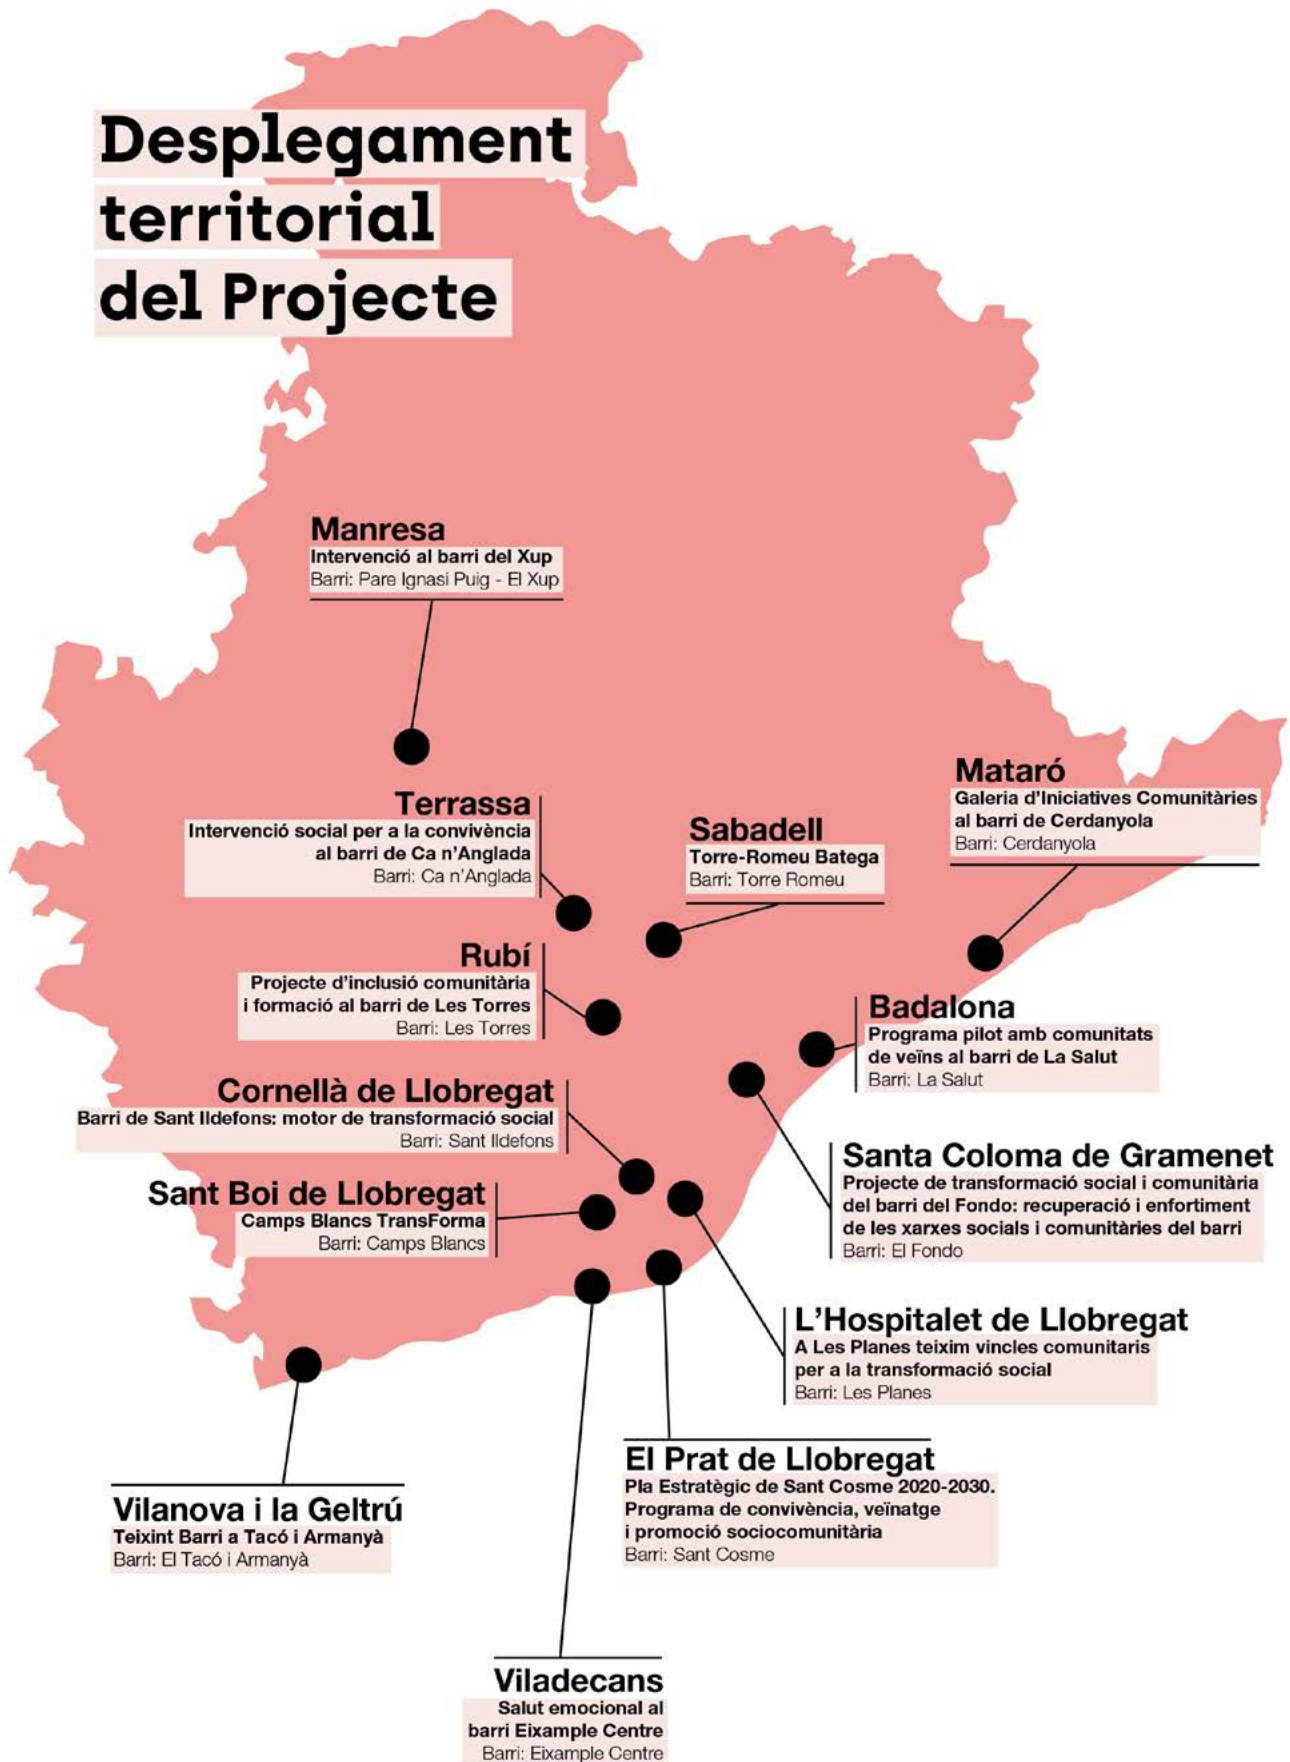 Desplegament
territorial
del Projecte
Manresa
Intervenció al barri del Xup
Barri: Pare Ignasi Puig - El Xup
Terrassa
Intervenció social per a la convivència
al barri de Ca n’Anglada
Barri: Ca n’Anglada
Sabadell
Torre-Romeu Batega
Barri: Torre Romeu
Mataró
Galeria d’Iniciatives Comunitàries
al barri de Cerdanyola
Barri: Cerdanyola
Rubí
Projecte d’inclusió comunitària
i formació al barri de Les Torres
Barri: Les Torres
Badalona
Programa pilot amb comunitats
de veïns al barri de La Salut
Barri: La Salut
Cornellà de Llobregat
Barri de Sant Ildefons: motor de transformació social
Barri: Sant Ildefons
Santa Coloma de Gramenet
Projecte de transformació social i comunitària
del barri del Fondo: recuperació i enfortiment
de les xarxes socials i comunitàries del barri
Barri: El Fondo
Sant Boi de Llobregat
Camps Blancs TransForma
Barri: Camps Blancs
L’Hospitalet de Llobregat
A Les Planes teixim vincles comunitaris
per a la transformació social
Barri: Les Planes
El Prat de Llobregat
Pla Estratègic de Sant Cosme 2020-2030.
Programa de convivència, veïnatge
i promoció sociocomunitària
Barri: Sant Cosme
Vilanova i la Geltrú
Teixint Barri a Tacó i Armanyà
Barri: El Tacó i Armanyà
Viladecans
Salut emocional al
barri Eixample Centre
Barri: Eixample Centre